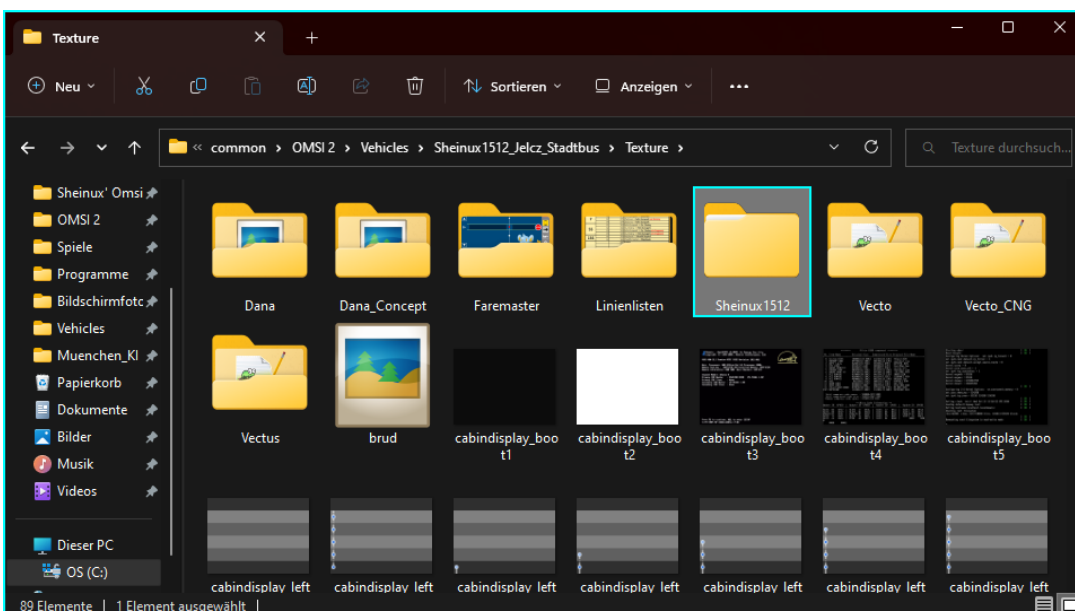 Texture
Neu
Sortieren
Anzeigen
« common > OMSI 2 > Vehicles > Sheinux1512_Jelcz_Stadtbus > Texture >
Texture durchsuch...
Sheinux' Omsi
OMSI 2
Spiele
Programme
Bildschirmfotc
Vehicles
Muenchen_KI
Papierkorb
Dokumente
Bilder
Musik
Videos
Dieser PC
OS (C:)
Dana
Dana_Concept
Faremaster
Linienlisten
Sheinux1512
Vecto
Vecto_CNG
Vectus
brud
cabindisplay_boo
t1
cabindisplay_boo
t2
cabindisplay_boo
t3
cabindisplay_boo
t4
cabindisplay_boo
t5
cabindisplay_left
cabindisplay_left
cabindisplay_left
cabindisplay_left
cabindisplay_left
cabindisplay_left
cabindisplay_left
89 Elemente | 1 Element ausgewählt |